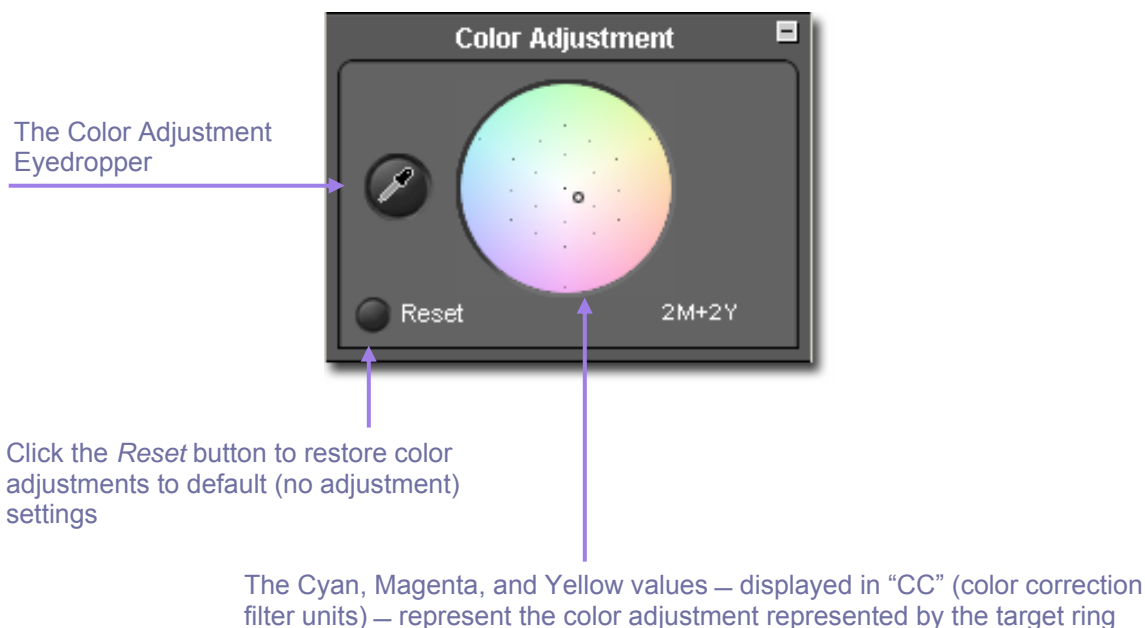 Color Adjustment
The Color Adjustment
Eyedropper
Reset
2M+2Y
Click the Reset button to restore color
adjustments to default (no adjustment)
settings
The Cyan, Magenta, and Yellow values — displayed in “CC” (color correction
filter units) — represent the color adjustment represented by the target ring